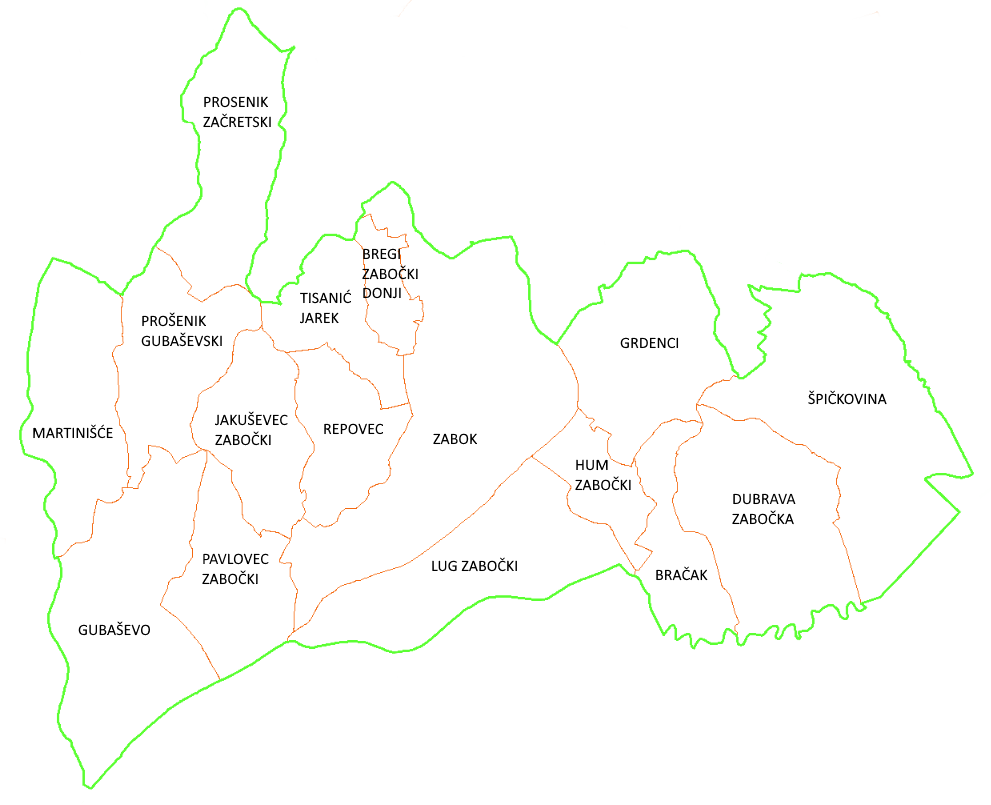 PROSENIK
ZAČRETSKI
BREGI
ZABOČKI
DONJI
TISANIĆ
JAREK
PROŠENIK
GUBAŠEVSKI
GRDENCI
ŠPIČKOVINA
JAKUŠEVEC
ZABOČKI
REPOVEC
MARTINIŠĆE
ZABOK
HUM
ZABOČKI
DUBRAVA
ZABOČKA
PAVLOVEC
ZABOČKI
LUG ZABOČKI
BRAČAK
GUBAŠEVO